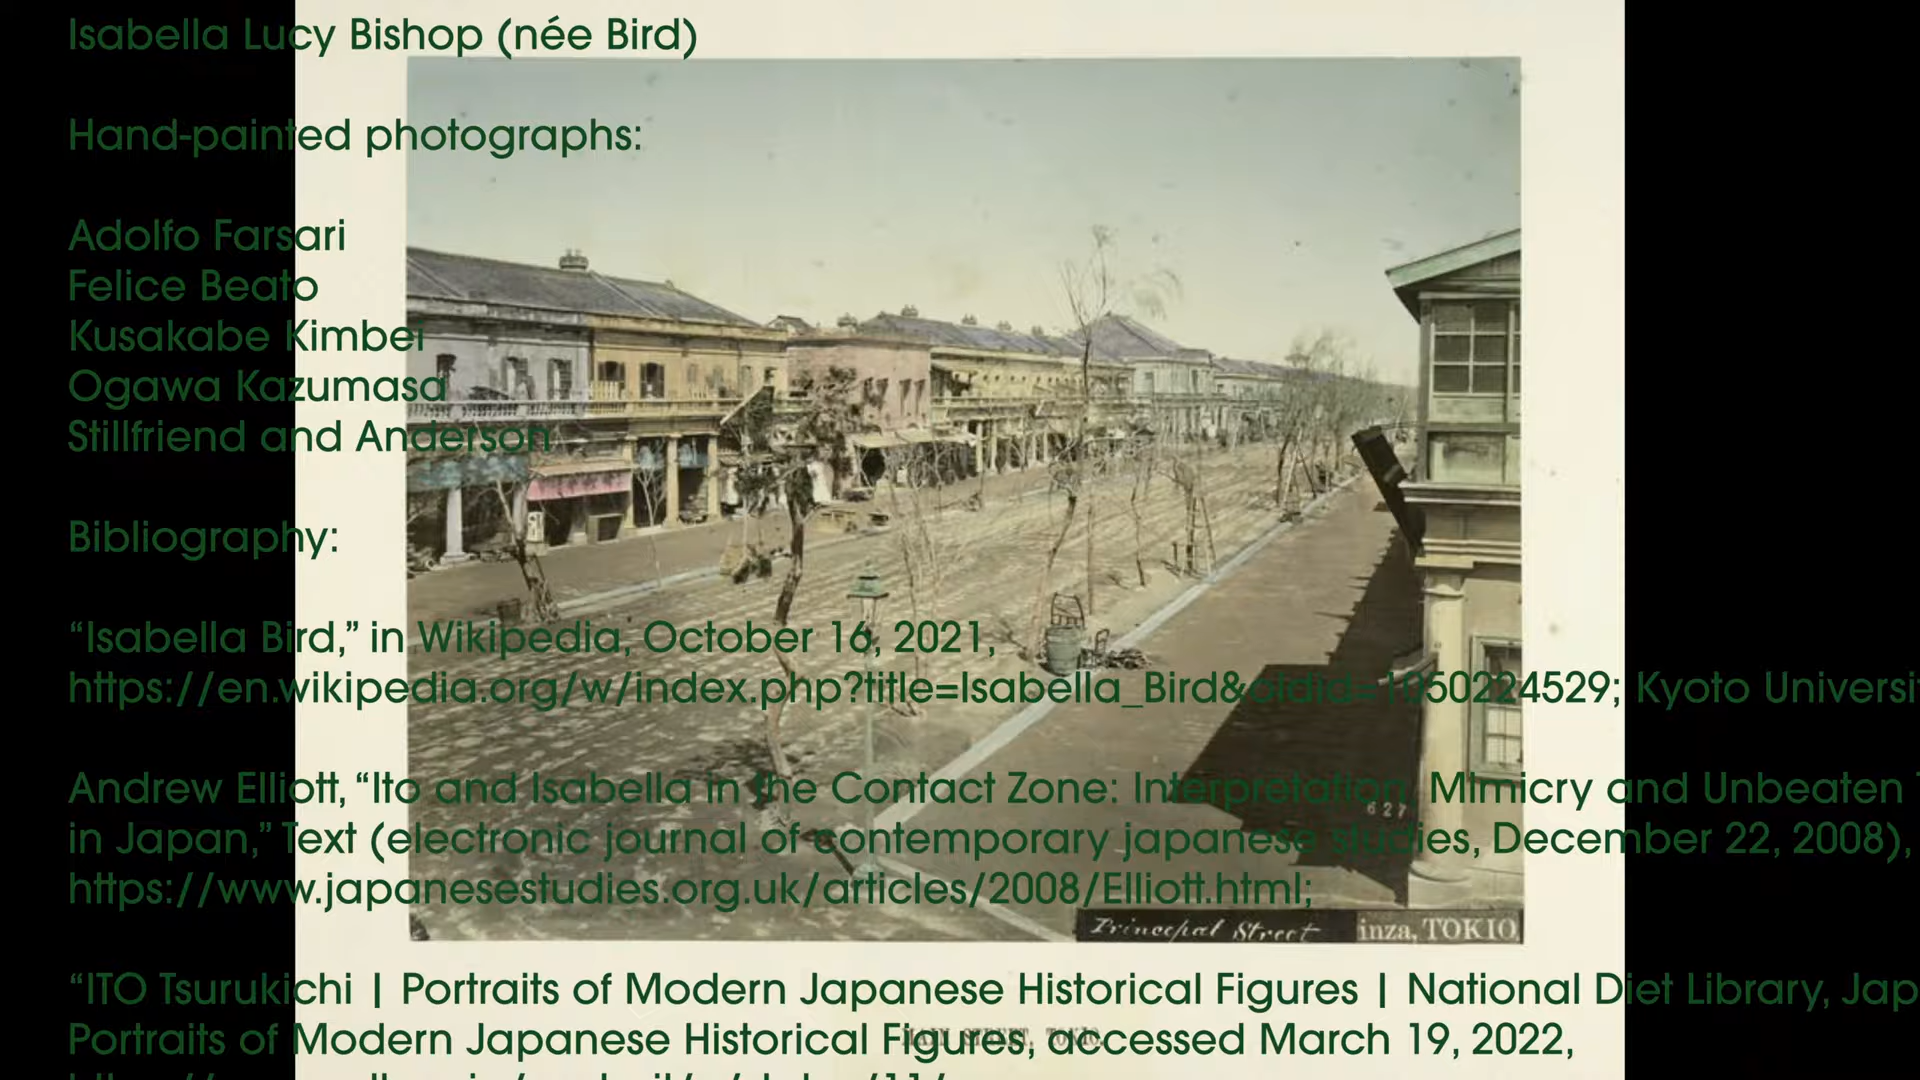 Isabella Lucy Bishop (née Bird)
Hand-painted photographs:
Adolfo Farsari
Felice Beato
Kusakabe Kimbei
Ogawa Kazumasa
Stillfriend and Anderson
Bibliography:
“Isabella Bird,” in Wikipedia, October 16, 2021,
https://en.wikipedia.org/w/index.php?title=Isabella_Bird&oldid=1050224529; Kyoto Universi
Andrew Elliott, “Ito and Isabella in the Contact Zone: Interpretation, MImicry and Unbeaten
in Japan,” Text (electronic journal of contemporary japanese studies, December 22, 2008),
https://www.japanesestudies.org.uk/articles/2008/Elliott.html;
627
Principal Street inza, TOKIO.
“ITO Tsurukichi | Portraits of Modern Japanese Historical Figures | National Diet Library, Jap
MAIN STREET, TOKIO.
Portraits of Modern Japanese Historical Figures, accessed March 19, 2022,